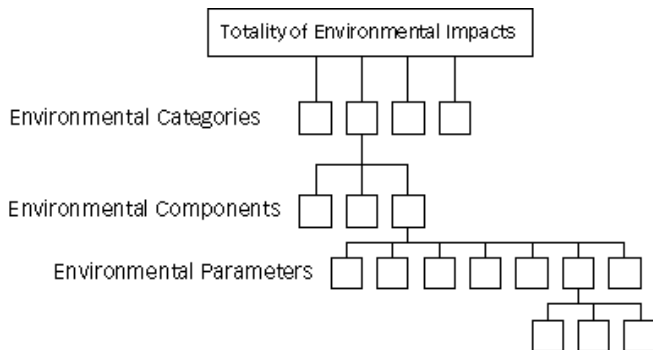 Totality of Environmental Impacts
Environmental Categories
Environmental Components
Environmental Parameters